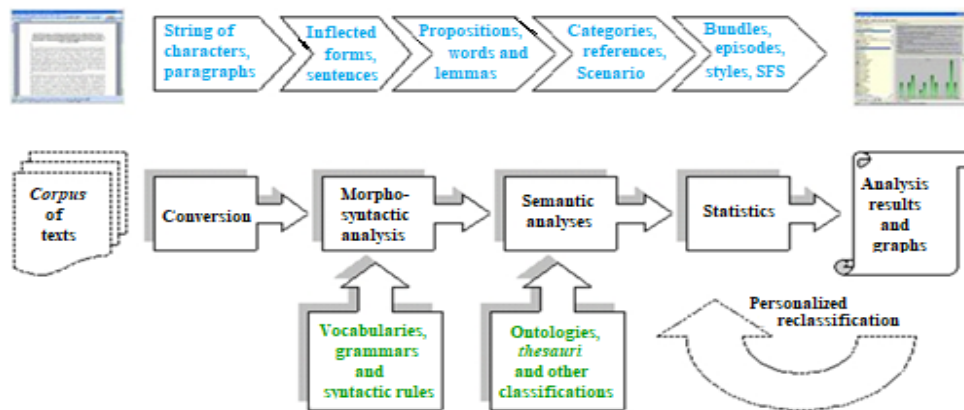 String of
characters,
paragraphs
Inflected
forms,
sentences
Propositions,
words and
lemmas
Categories,
references,
Scenario
Bundles,
episodes,
styles, SFS
Corpus
of
texts
Conversion
Morpho-
syntactic
analysis
Semantic
analyses
Statistics
Analysis
results
and
graphs
Vocabularies,
grammars
and
syntactic rules
Ontologies,
thesauri
and other
classifications
Personalized
reclassification